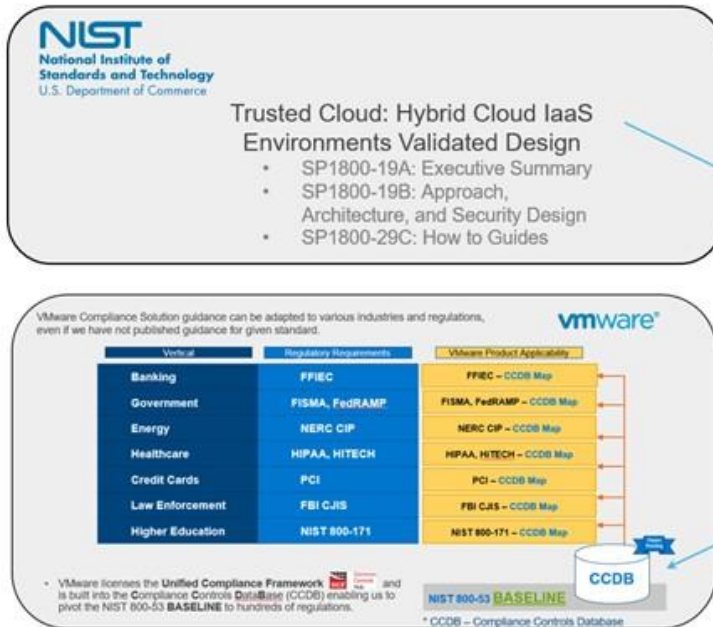 NIST
National Institute of
Standards and Technology
U.S. Department of Commerce
Trusted Cloud: Hybrid Cloud IaaS
Environments Validated Design
• SP1800-19A: Executive Summary
• SP1800-19B: Approach,
Architecture, and Security Design
• SP1800-29C: How to Guides
VMware Compliance Solution guidance can be adapted to various industries and regulations,
even if we have not published guidance for given standard.
vmware®
Vertical Regulatory Requirements VMware Product Applicability
Banking FFIEC FFIEC – CCDB Map
Government FISMA, FedRAMP FISMA, FedRAMP – CCDB Map
Energy NERC CIP NERC CIP – CCDB Map
Healthcare HIPAA, HITECH HIPAA, HITECH – CCDB Map
Credit Cards PCI PCI – CCDB Map
Law Enforcement FBI CJIS FBI CJIS – CCDB Map
Higher Education NIST 800-171 NIST 800-171 – CCDB Map
• VMware licenses the Unified Compliance Framework and
is built into the Compliance Controls DataBase (CCDB) enabling us to
pivot the NIST 800-53 BASELINE to hundreds of regulations.
CCDB
NIST 800-53 BASELINE
* CCDB – Compliance Controls Database